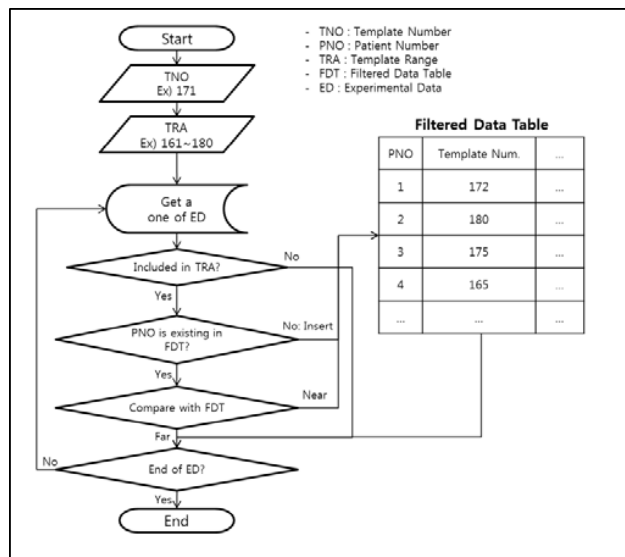 Start
- TNO : Template Number
- PNO : Patient Number
- TRA : Template Range
- FDT : Filtered Data Table
- ED : Experimental Data
TNO
Ex) 171
TRA
Ex) 161~180
Get a
one of ED
Included in TRA?
No
Yes
PNO is existing in
FDT?
No: Insert
Yes
Compare with FDT
Near
Far
End of ED?
No
Yes
End
Filtered Data Table
PNO Template Num. ...
1 172 ...
2 180 ...
3 175 ...
4 165 ...
... ... ...